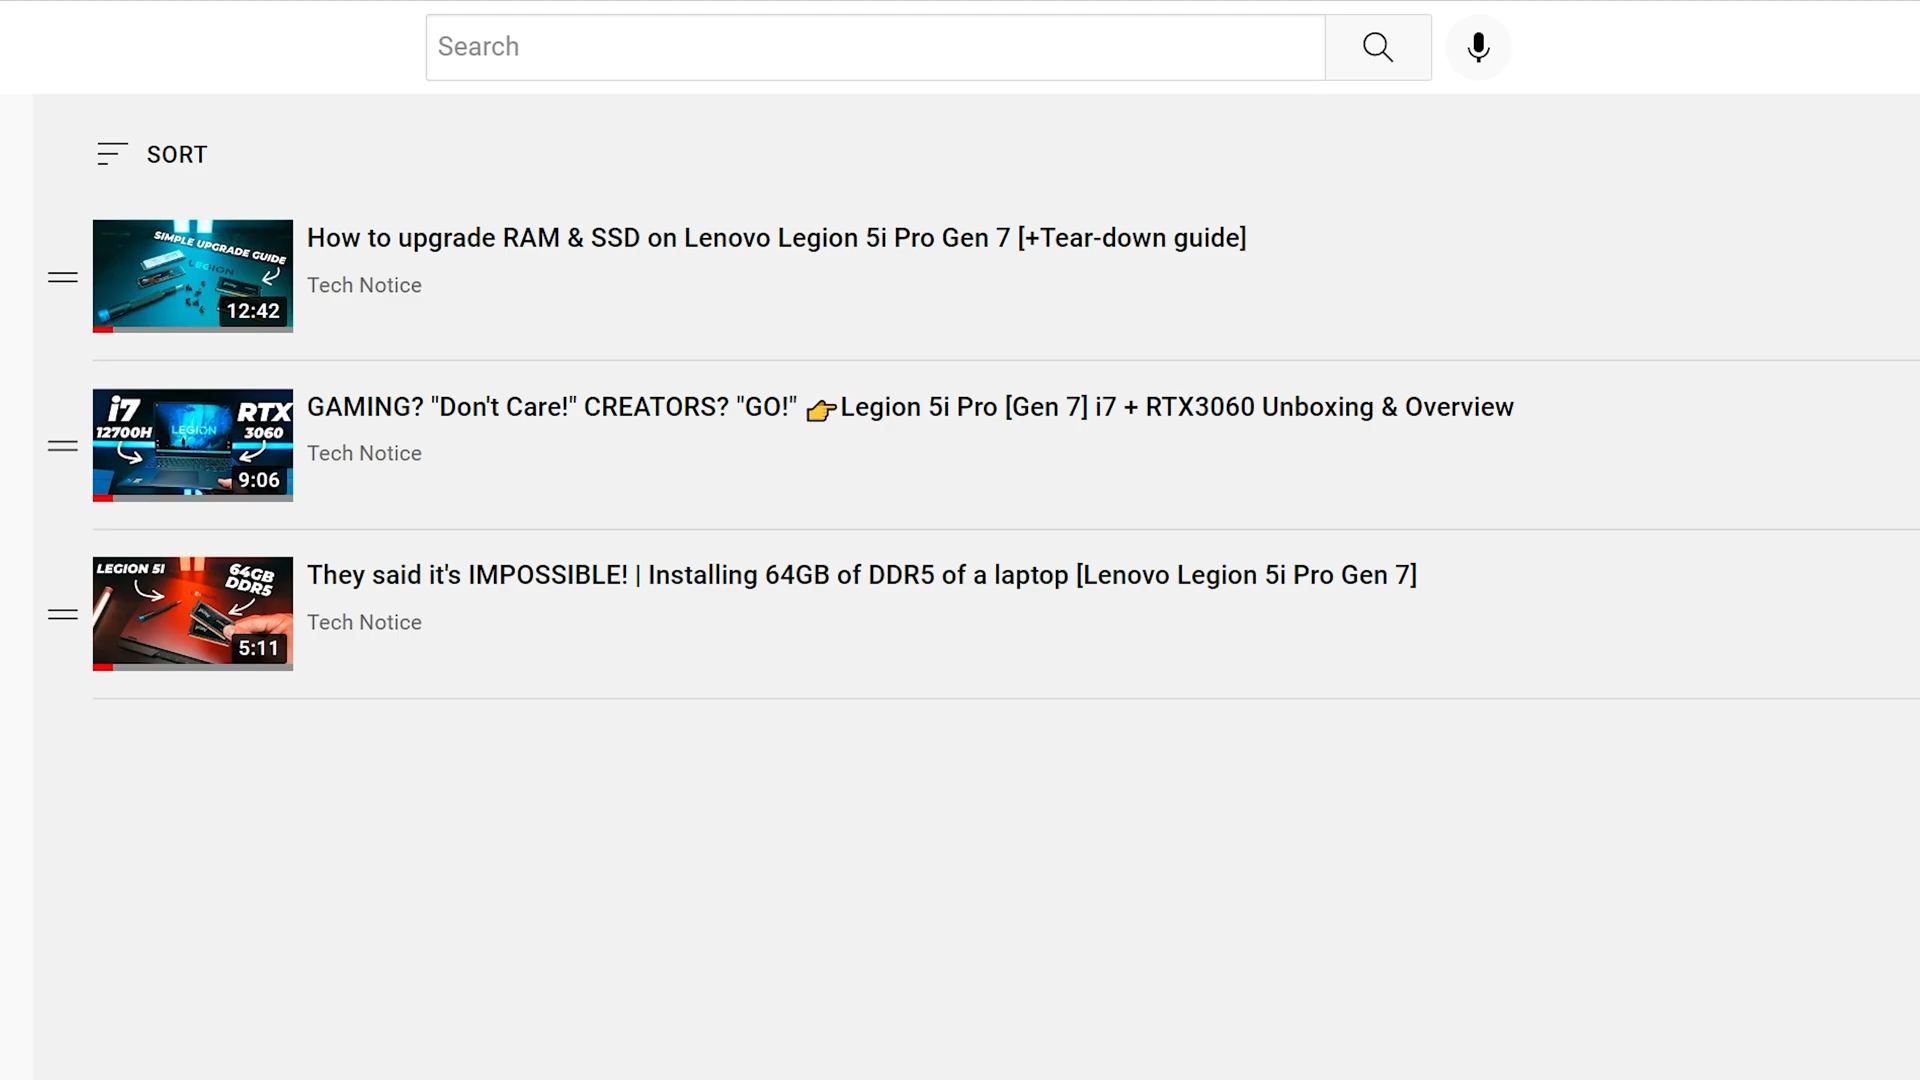 Search
SORT
SIMPLE UPGRADE GUIDE
LEGION
12:42
How to upgrade RAM & SSD on Lenovo Legion 5i Pro Gen 7 [+Tear-down guide]
Tech Notice
i7
12700H
LEGION
RTX
3060
9:06
GAMING? "Don't Care!" CREATORS? "GO!" 👉Legion 5i Pro [Gen 7] i7 + RTX3060 Unboxing & Overview
Tech Notice
LEGION 5I
64GB
DDR5
5:11
They said it's IMPOSSIBLE! | Installing 64GB of DDR5 of a laptop [Lenovo Legion 5i Pro Gen 7]
Tech Notice